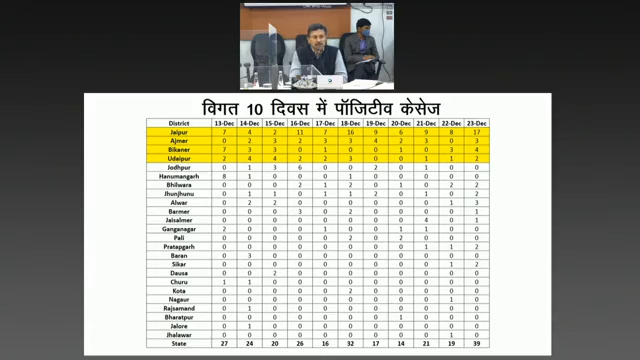 विगत 10 दिवस में पॉजिटीव केसेज
District 13-Dec 14-Dec 15-Dec 16-Dec 17-Dec 18-Dec 19-Dec 20-Dec 21-Dec 22-Dec 23-Dec
Jaipur 7 4 2 11 7 16 9 6 9 8 17
Ajmer 0 2 3 2 3 3 4 2 3 0 3
Bikaner 7 3 3 0 1 0 0 1 0 3 4
Udaipur 2 4 4 2 2 3 0 0 1 1 2
Jodhpur 0 1 3 6 0 0 2 0 1 0 0
Hanumangarh 8 1 0 0 0 1 0 0 0 0 0
Bhilwara 0 0 0 2 1 2 0 1 0 2 2
Jhunjhunu 0 1 1 0 1 1 2 0 1 0 2
Alwar 0 2 2 0 0 0 0 0 0 1 3
Barmer 0 0 0 3 0 2 0 0 0 0 1
Jaisalmer 0 0 0 0 0 0 0 0 4 0 1
Ganganagar 2 0 0 0 1 0 0 1 1 0 0
Pali 0 0 0 0 0 2 0 2 0 0 0
Pratapgarh 0 0 0 0 0 0 0 0 1 1 2
Baran 0 3 0 0 0 0 0 0 0 0 0
Sikar 0 0 0 0 0 0 0 0 0 1 2
Dausa 0 0 2 0 0 0 0 0 0 0 0
Churu 1 1 0 0 0 0 0 0 0 0 0
Kota 0 0 0 0 0 2 0 0 0 0 0
Nagaur 0 0 0 0 0 0 0 0 0 1 0
Rajsamand 0 1 0 0 0 0 0 0 0 0 0
Bharatpur 0 0 0 0 0 0 0 1 0 0 0
Jalore 0 1 0 0 0 0 0 0 0 0 0
Jhalawar 0 0 0 0 0 0 0 0 0 1 0
State 27 24 20 26 16 32 17 14 21 19 39